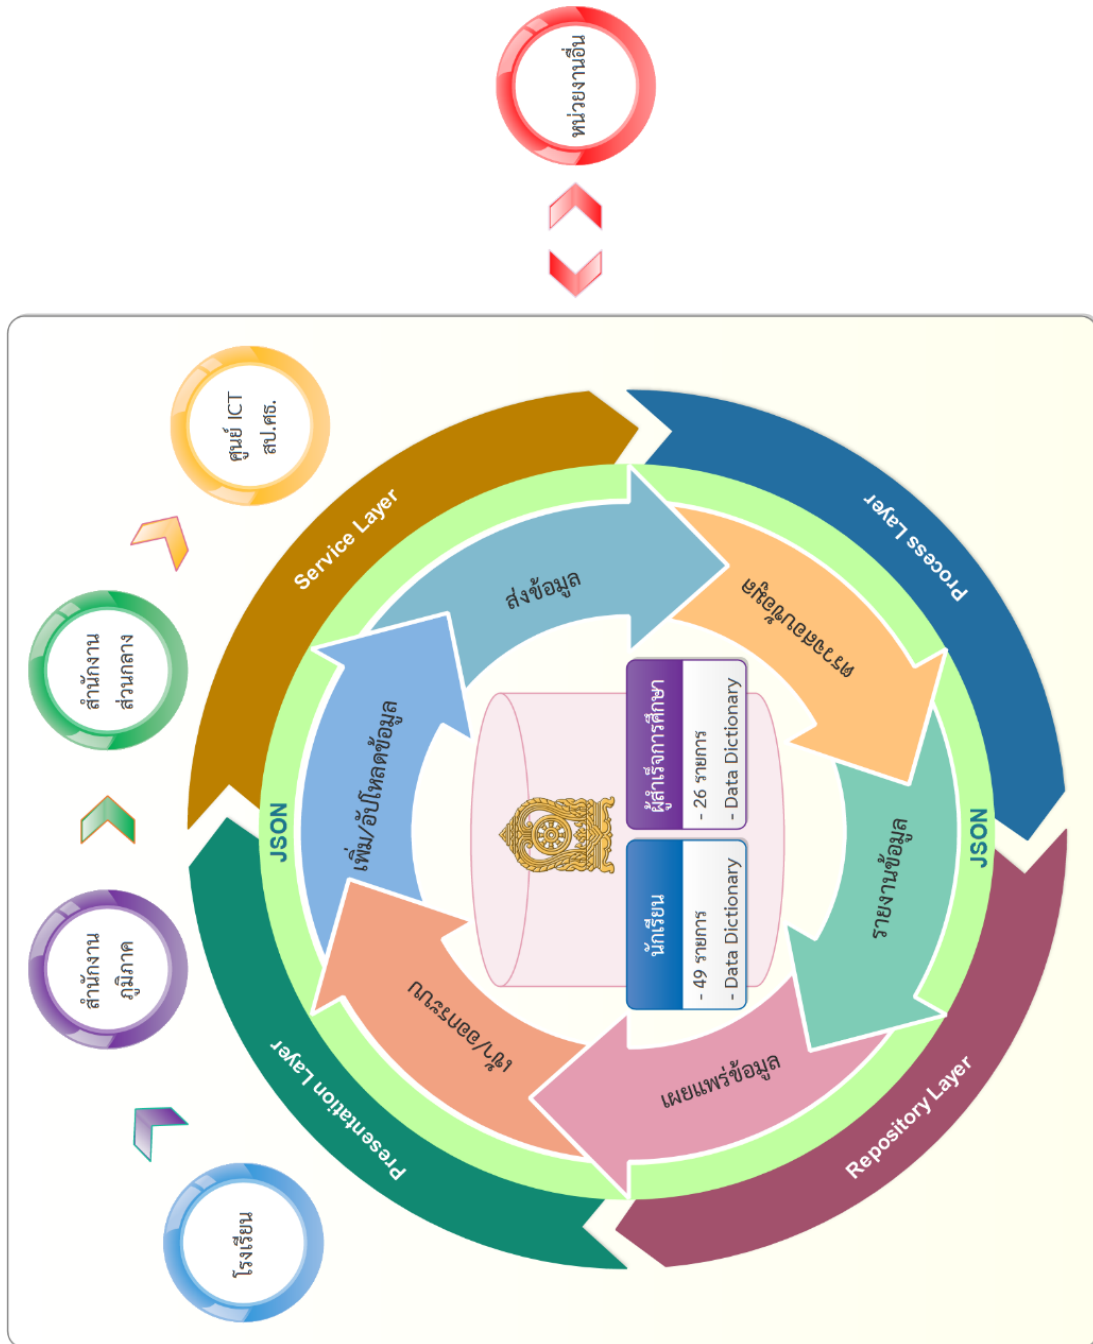 โรงเรียน
สำนักงาน
ภูมิภาค
สำนักงาน
ส่วนกลาง
ศูนย์ ICT
สป.ศธ.
หน่วยงานอื่น
Presentation Layer
Service Layer
Process Layer
Repository Layer
JSON
JSON
เข้า/ออกระบบ
เพิ่ม/อัปโหลดข้อมูล
ส่งข้อมูล
ตรวจสอบข้อมูล
รายงานข้อมูล
เผยแพร่ข้อมูล
นักเรียน
- 49 รายการ
- Data Dictionary
ผู้สำเร็จการศึกษา
- 26 รายการ
- Data Dictionary